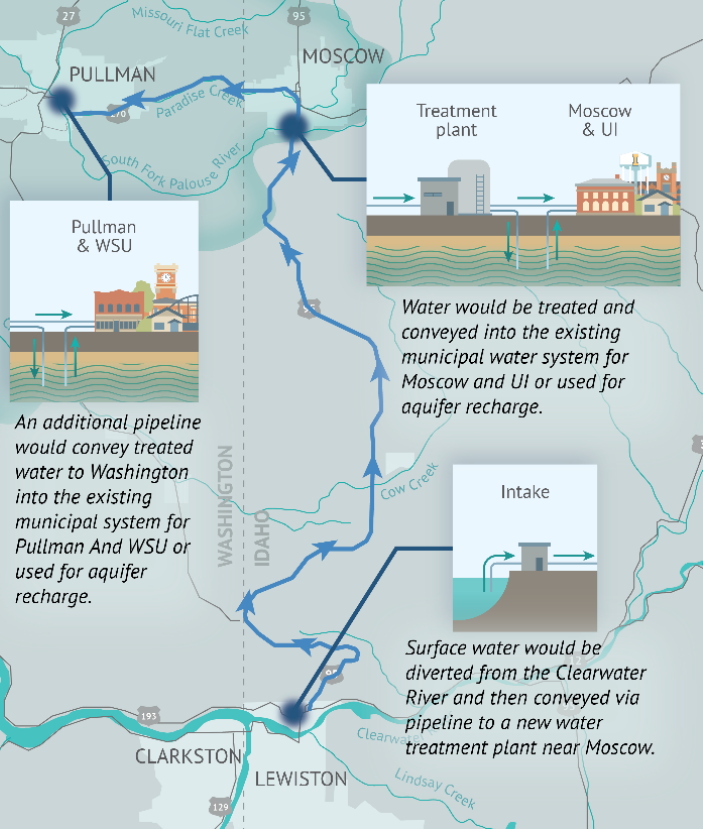 27
Missouri Flat Creek
95
MOSCOW
PULLMAN
Paradise Creek
270
South Fork Palouse River
Treatment
plant
Moscow
& UI
Pullman
& WSU
Water would be treated and
conveyed into the existing
municipal water system for
Moscow and UI or used for
aquifer recharge.
An additional pipeline
would convey treated
water to Washington
into the existing
municipal system for
Pullman And WSU or
used for aquifer
recharge.
WASHINGTON
IDAHO
Cow Creek
Intake
Surface water would be
diverted from the Clearwater
River and then conveyed via
pipeline to a new water
treatment plant near Moscow.
95
12
193
Clearwater
CLARKSTON
LEWISTON
Lindsay Creek
129